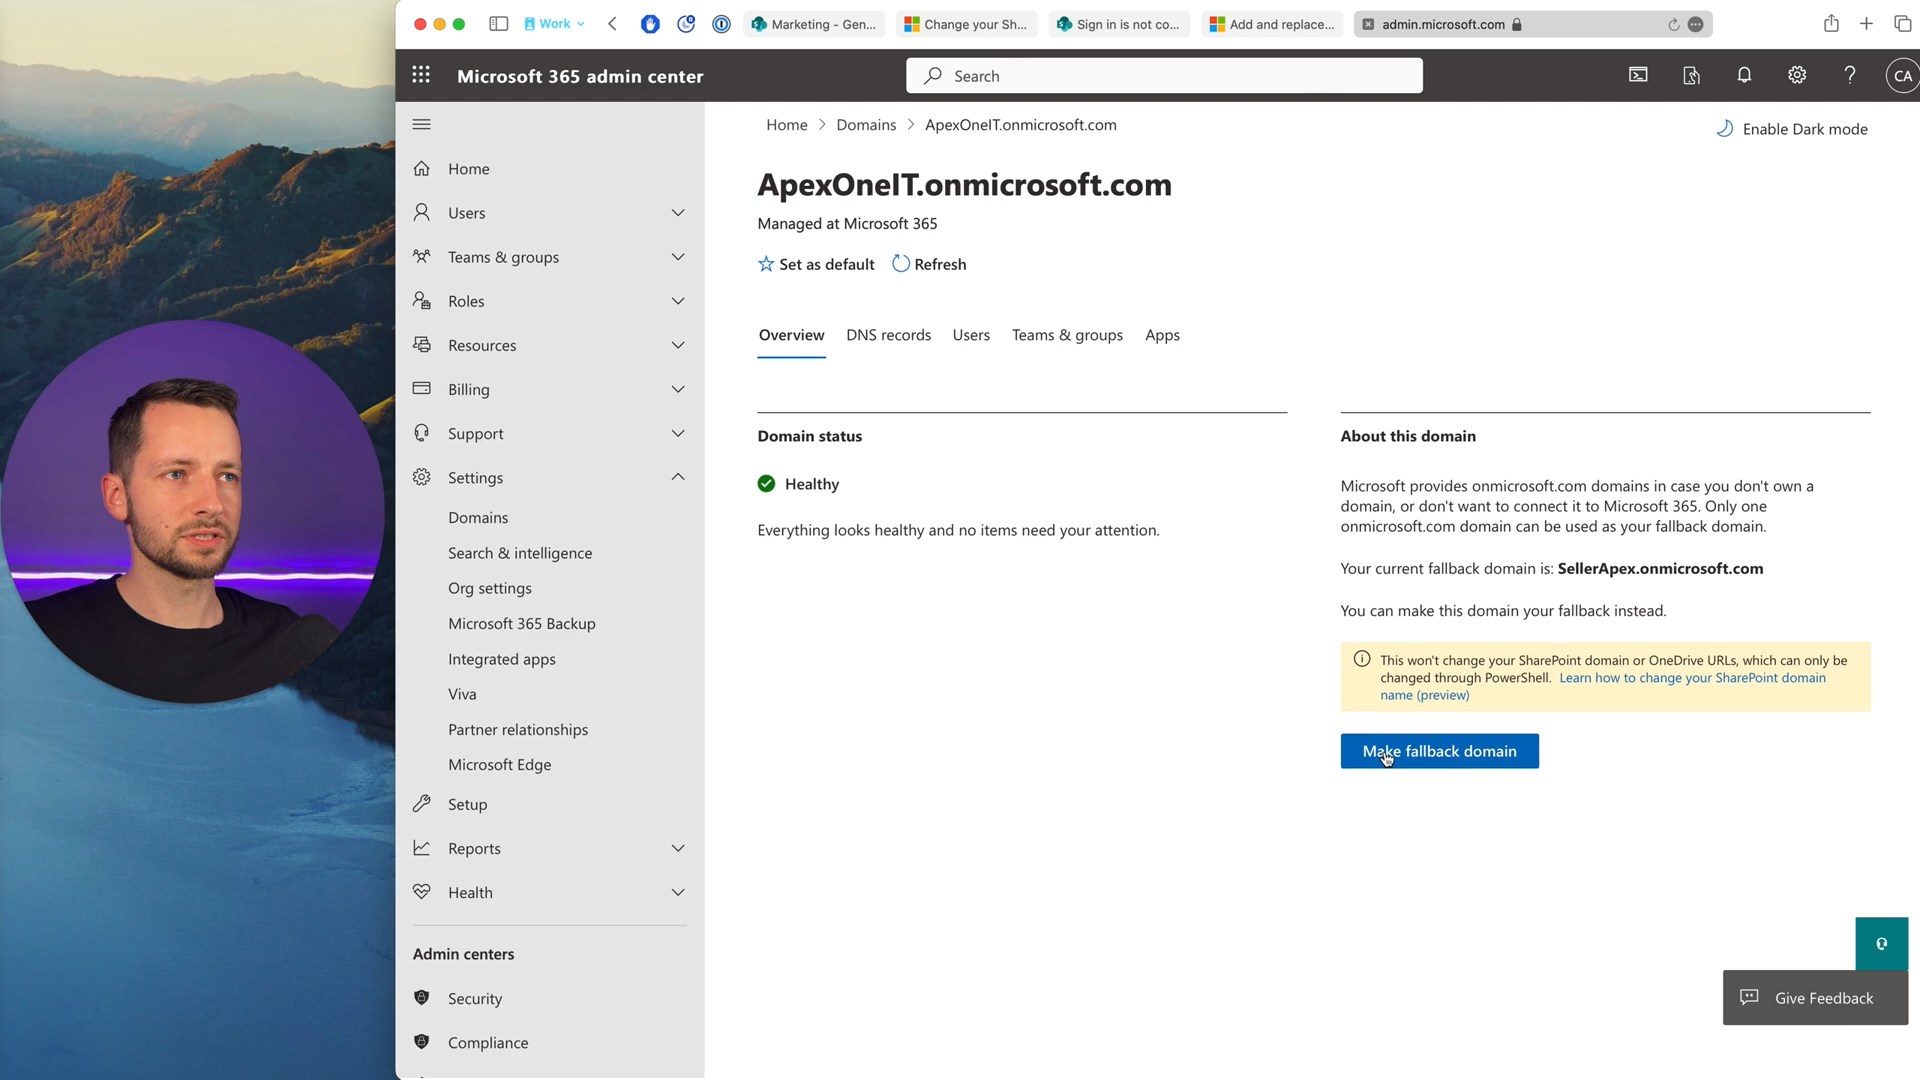 Work
Marketing - Gen...
Change your Sh...
Sign in is not co...
Add and replace...
admin.microsoft.com
Microsoft 365 admin center
Search
CA
Home
Domains
ApexOneIT.onmicrosoft.com
Enable Dark mode
Home
Users
Teams & groups
Roles
Resources
Billing
Support
Settings
Domains
Search & intelligence
Org settings
Microsoft 365 Backup
Integrated apps
Viva
Partner relationships
Microsoft Edge
Setup
Reports
Health
Admin centers
Security
Compliance
ApexOneIT.onmicrosoft.com
Managed at Microsoft 365
Set as default
Refresh
Overview
DNS records
Users
Teams & groups
Apps
Domain status
Healthy
Everything looks healthy and no items need your attention.
About this domain
Microsoft provides onmicrosoft.com domains in case you don't own a
domain, or don't want to connect it to Microsoft 365. Only one
onmicrosoft.com domain can be used as your fallback domain.
Your current fallback domain is: SellerApex.onmicrosoft.com
You can make this domain your fallback instead.
This won't change your SharePoint domain or OneDrive URLs, which can only be
changed through PowerShell. Learn how to change your SharePoint domain
name (preview)
Make fallback domain
Give Feedback